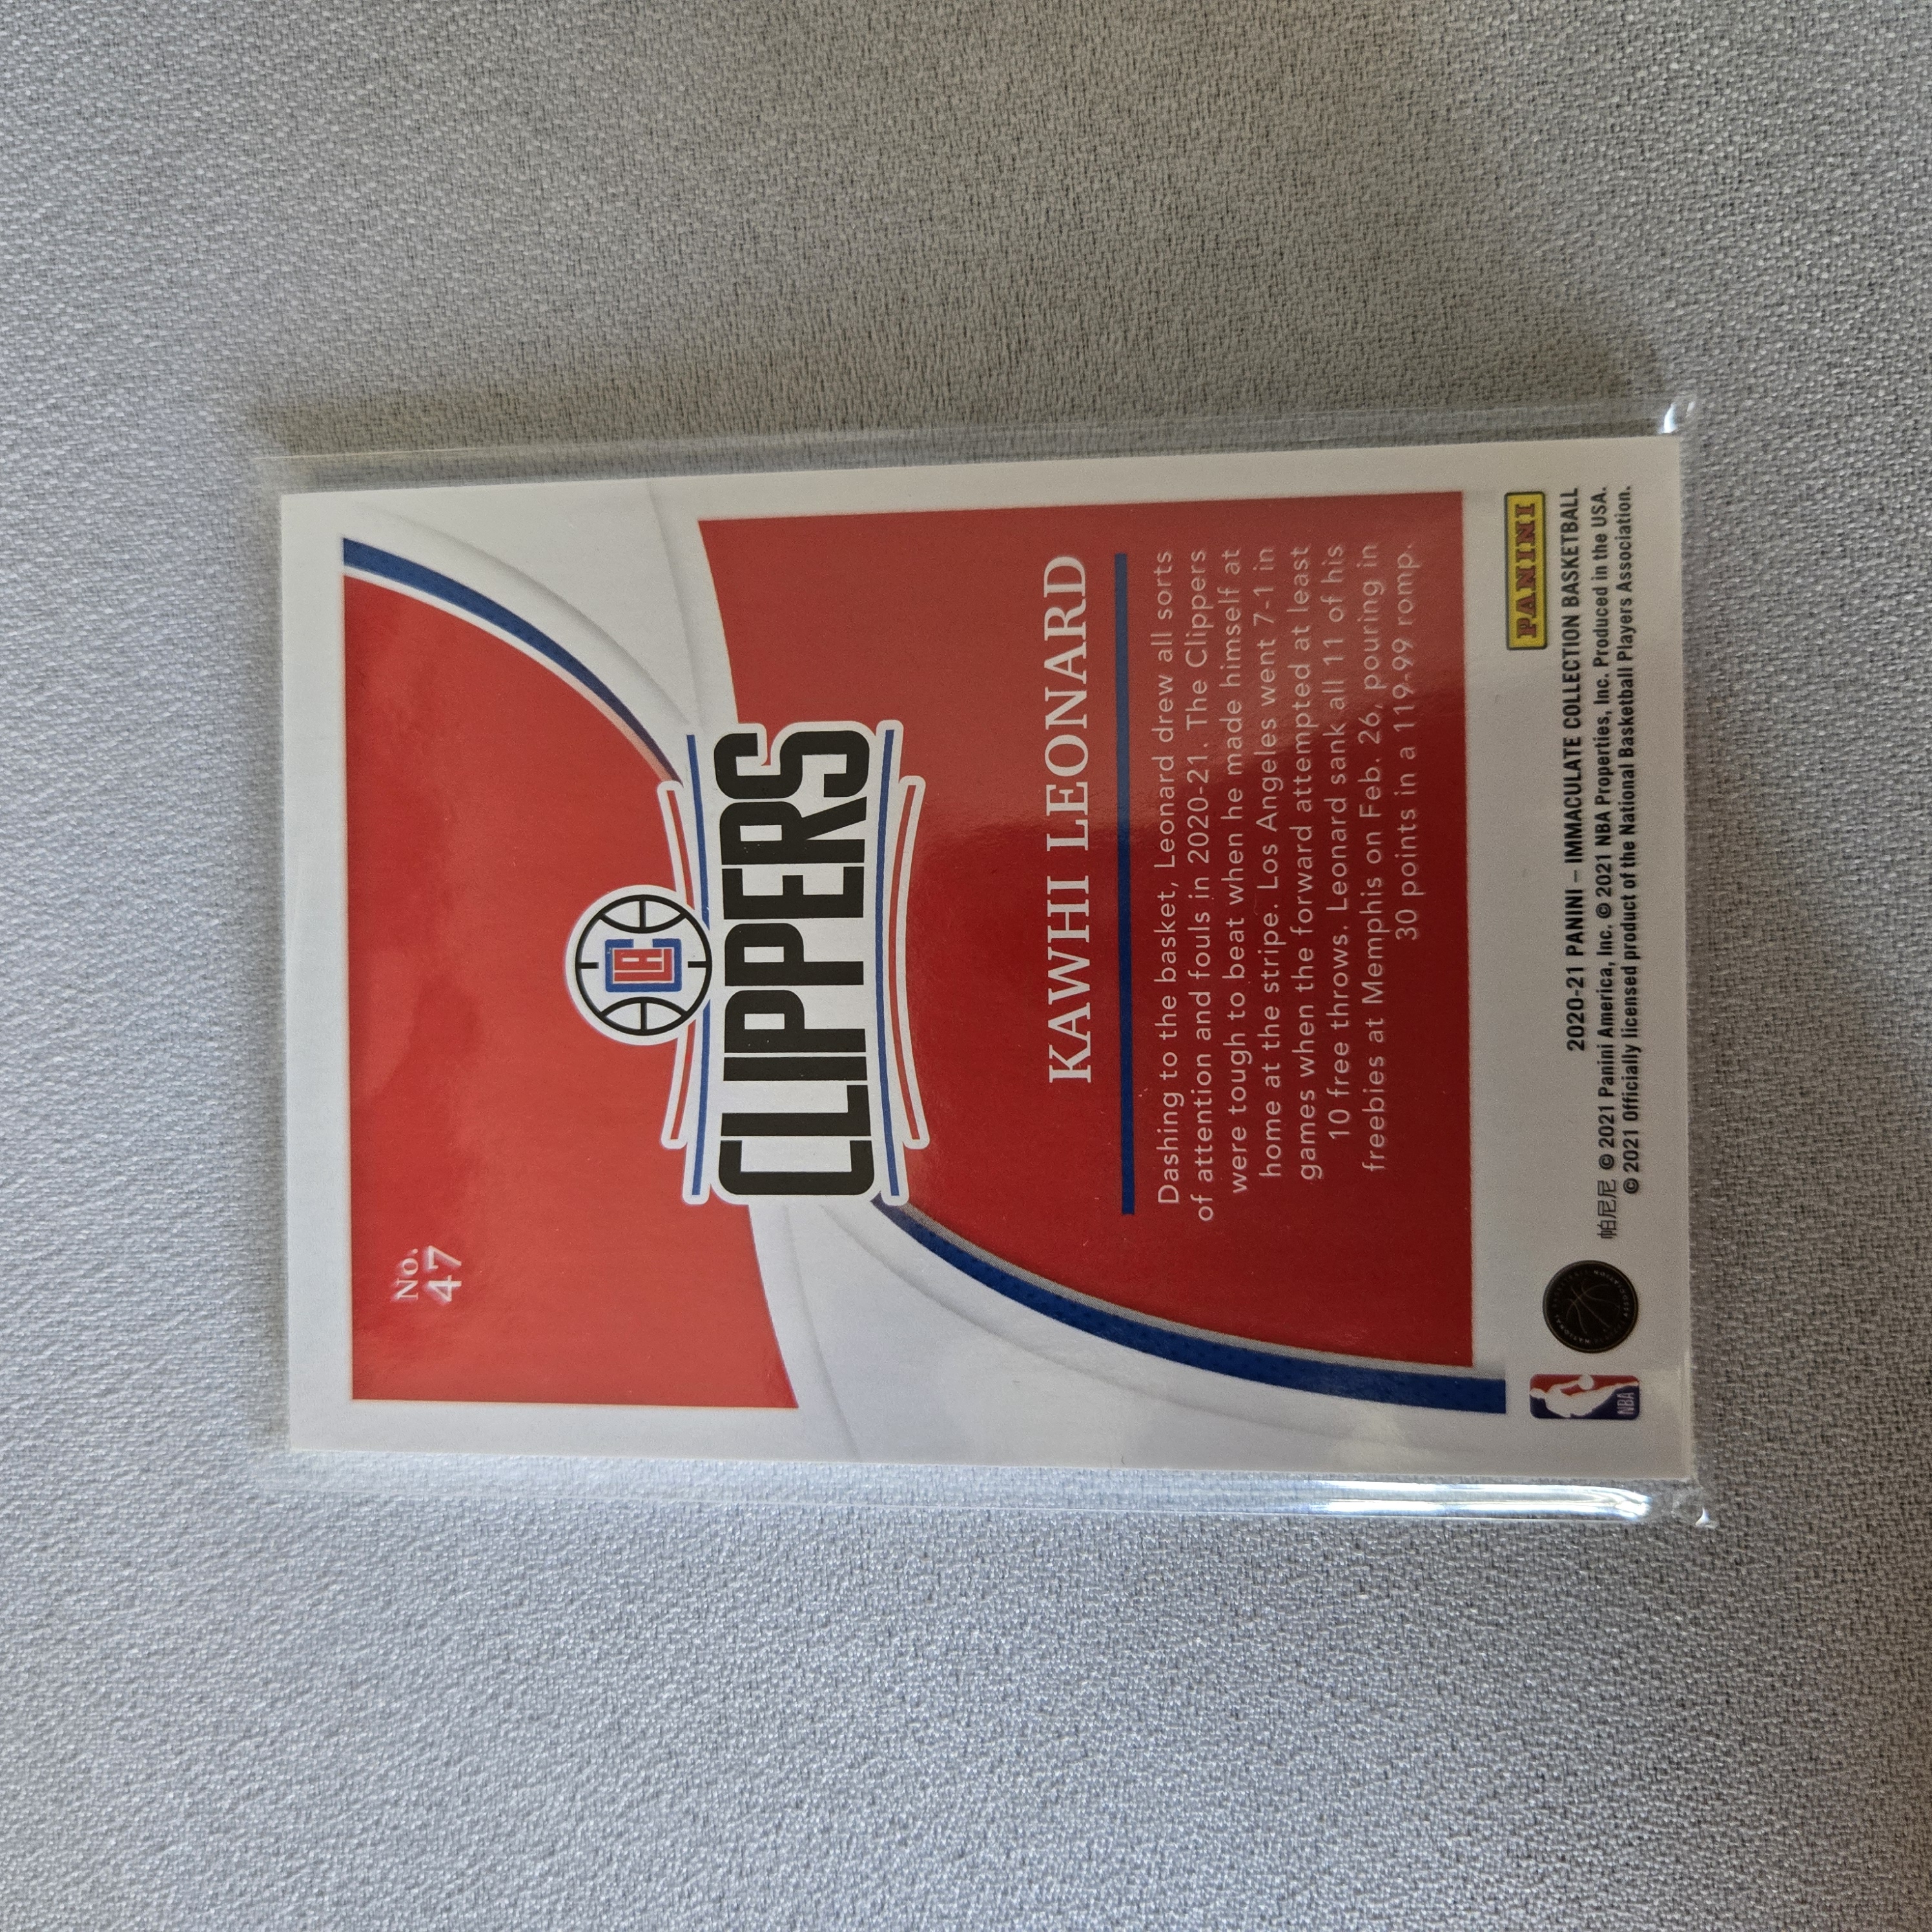 No.
47
LAC
CLIPPERS
KAWHI LEONARD
Dashing to the basket, Leonard drew all sorts
of attention and fouls in 2020-21. The Clippers
were tough to beat when he made himself at
home at the stripe. Los Angeles went 7-1 in
games when the forward attempted at least
10 free throws. Leonard sank all 11 of his
freebies at Memphis on Feb. 26, pouring in
30 points in a 119-99 romp.
PANINI
2020-21 PANINI – IMMACULATE COLLECTION BASKETBALL
帕尼尼 © 2021 Panini America, Inc. © 2021 NBA Properties, Inc. Produced in the USA.
© 2021 Officially licensed product of the National Basketball Players Association.
NBA